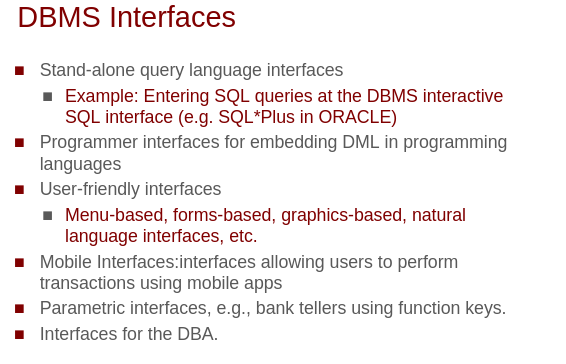 DBMS Interfaces
Stand-alone query language interfaces
Example: Entering SQL queries at the DBMS interactive
SQL interface (e.g. SQL*Plus in ORACLE)
Programmer interfaces for embedding DML in programming
languages
User-friendly interfaces
Menu-based, forms-based, graphics-based, natural
language interfaces, etc.
Mobile Interfaces:interfaces allowing users to perform
transactions using mobile apps
Parametric interfaces, e.g., bank tellers using function keys.
Interfaces for the DBA.